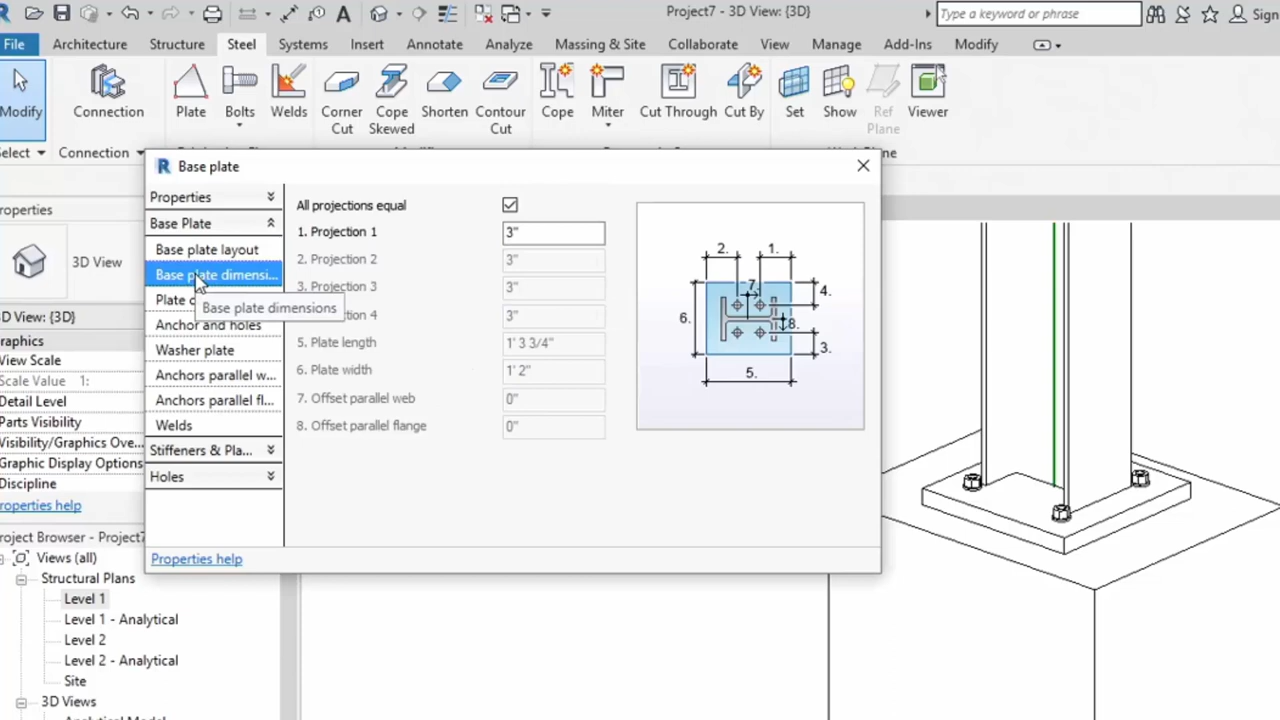 Project7 - 3D View: {3D}
Type a keyword or phrase
Sign
File
Architecture
Structure
Steel
Systems
Insert
Annotate
Analyze
Massing & Site
Collaborate
View
Manage
Add-Ins
Modify
Modify
Connection
Plate
Bolts
Welds
Corner
Cut
Cope
Skewed
Shorten
Contour
Cut
Cope
Miter
Cut Through
Cut By
Set
Show
Ref
Plane
Viewer
elect
Connection
ne
roperties
3D View
3D View: {3D}
raphics
View Scale
Scale Value 1:
Detail Level
Parts Visibility
Visibility/Graphics Ove...
Graphic Display Options
Discipline
roperties help
roject Browser - Project7
Views (all)
Structural Plans
Level 1
Level 1 - Analytical
Level 2
Level 2 - Analytical
Site
3D Views
Base plate
Properties
Base Plate
Base plate layout
Base plate dimensi...
Plate
Base plate dimensions
Anchor and holes
Washer plate
Anchors parallel w...
Anchors parallel fl...
Welds
Stiffeners & Pla...
Holes
Properties help
All projections equal
1. Projection 1
3"
2. Projection 2
3"
3. Projection 3
3"
4
3"
5. Plate length
1' 3 3/4"
6. Plate width
1' 2"
7. Offset parallel web
0"
8. Offset parallel flange
0"
2.
1.
7.
4.
6.
8.
3.
5.